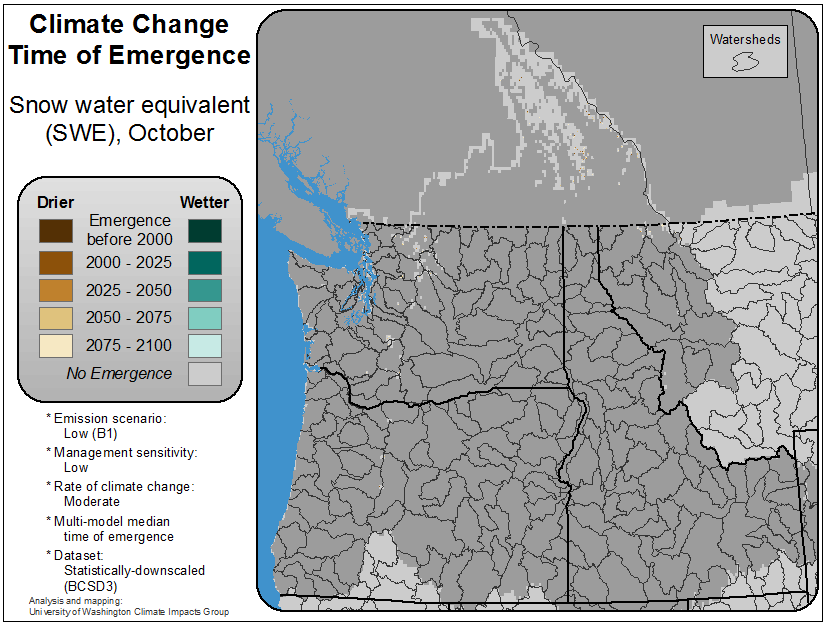 Climate Change
Time of Emergence
Snow water equivalent
(SWE), October
Drier
Wetter
Emergence
before 2000
2000 - 2025
2025 - 2050
2050 - 2075
2075 - 2100
No Emergence
* Emission scenario:
Low (B1)
* Management sensitivity:
Low
* Rate of climate change:
Moderate
* Multi-model median
time of emergence
* Dataset:
Statistically-downscaled
(BCSD3)
Analysis and mapping:
University of Washington Climate Impacts Group
Watersheds